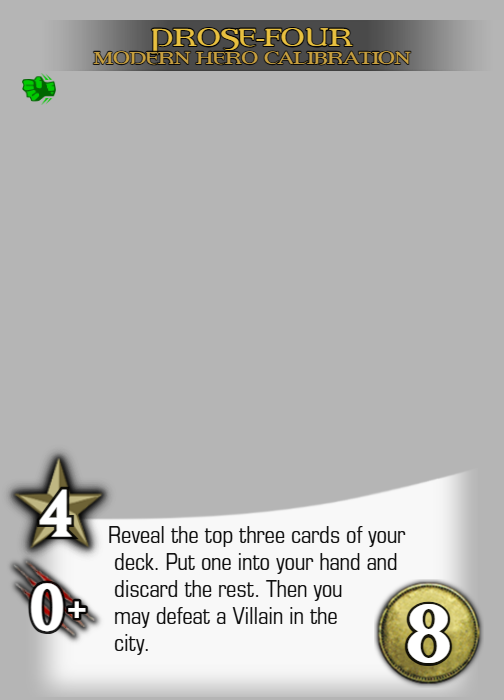 PROSE-FOUR
MODERN HERO CALIBRATION
4
Reveal the top three cards of your
deck. Put one into your hand and
discard the rest. Then you
may defeat a Villain in the
city.
0+
8